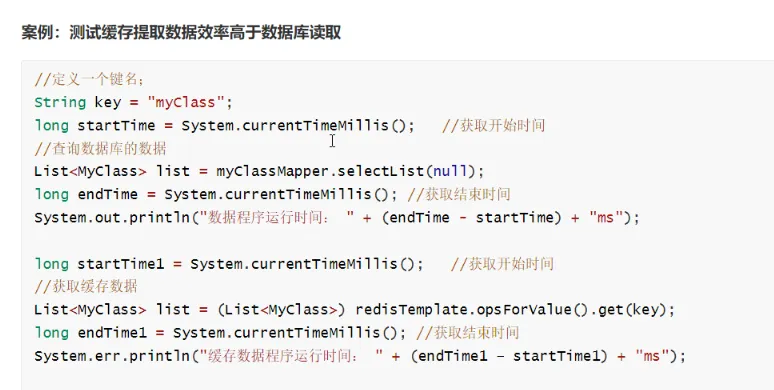 案例：测试缓存提取数据效率高于数据库读取
//定义一个键名;
String key = "myClass";
long startTime = System.currentTimeMillis();   //获取开始时间
//查询数据库的数据
List<MyClass> list = myClassMapper.selectList(null);
long endTime = System.currentTimeMillis(); //获取结束时间
System.out.println("数据程序运行时间： " + (endTime - startTime) + "ms");
long startTime1 = System.currentTimeMillis();   //获取开始时间
//获取缓存数据
List<MyClass> list = (List<MyClass>) redisTemplate.opsForValue().get(key);
long endTime1 = System.currentTimeMillis(); //获取结束时间
System.err.println("缓存数据程序运行时间： " + (endTime1 - startTime1) + "ms");